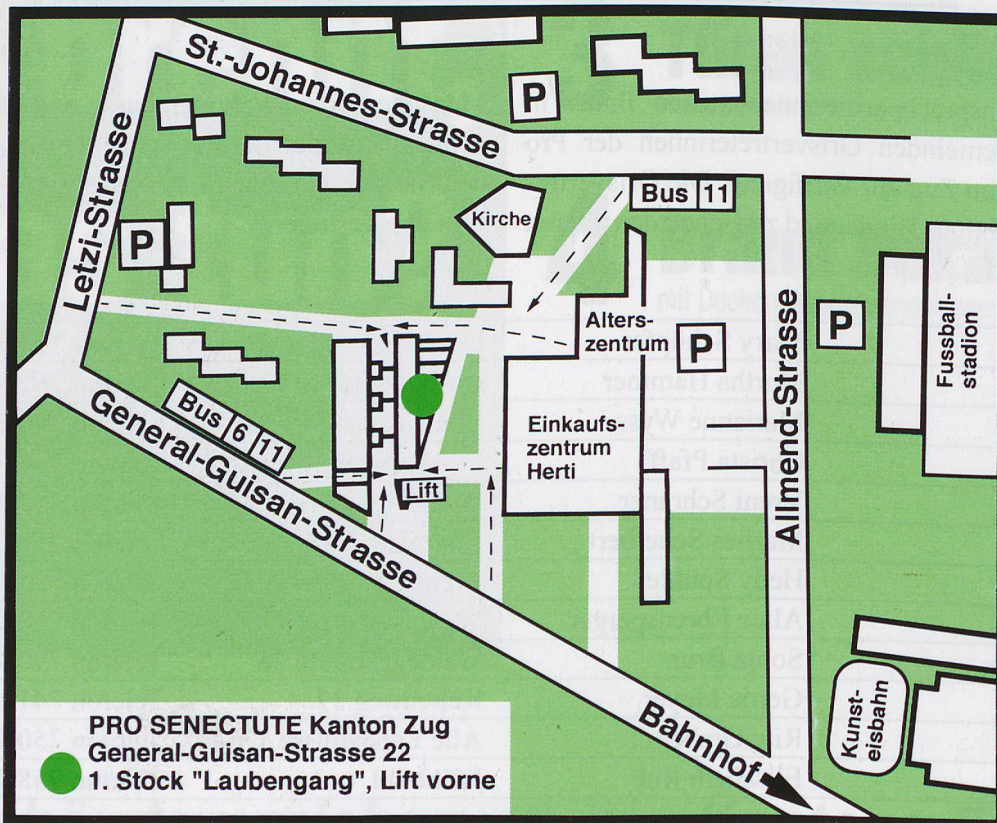 St.-Johannes-Strasse
P
Letzi-Strasse
P
Kirche
Bus 11
Alters-
zentrum
P
P
Fussball-
stadion
Allmend-Strasse
Bus 6 11
General-Guisan-Strasse
Einkaufs-
zentrum
Herti
Lift
Kunst-
eisbahn
Bahnhof
PRO SENECTUTE Kanton Zug
General-Guisan-Strasse 22
1. Stock "Laubengang", Lift vorne